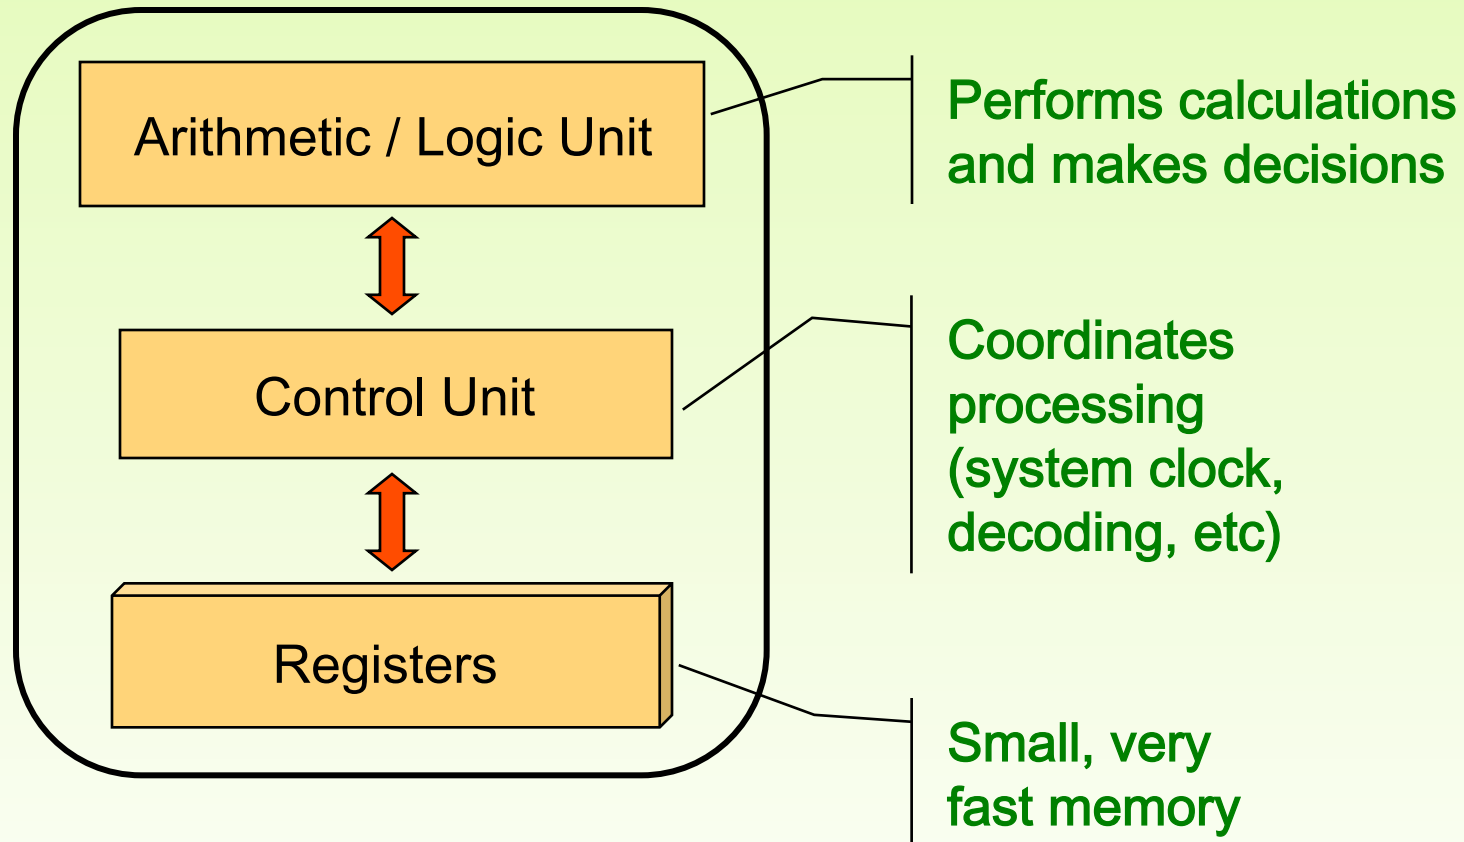 Arithmetic / Logic Unit
Performs calculations
and makes decisions
Control Unit
Coordinates
processing
(system clock,
decoding, etc)
Registers
Small, very
fast memory